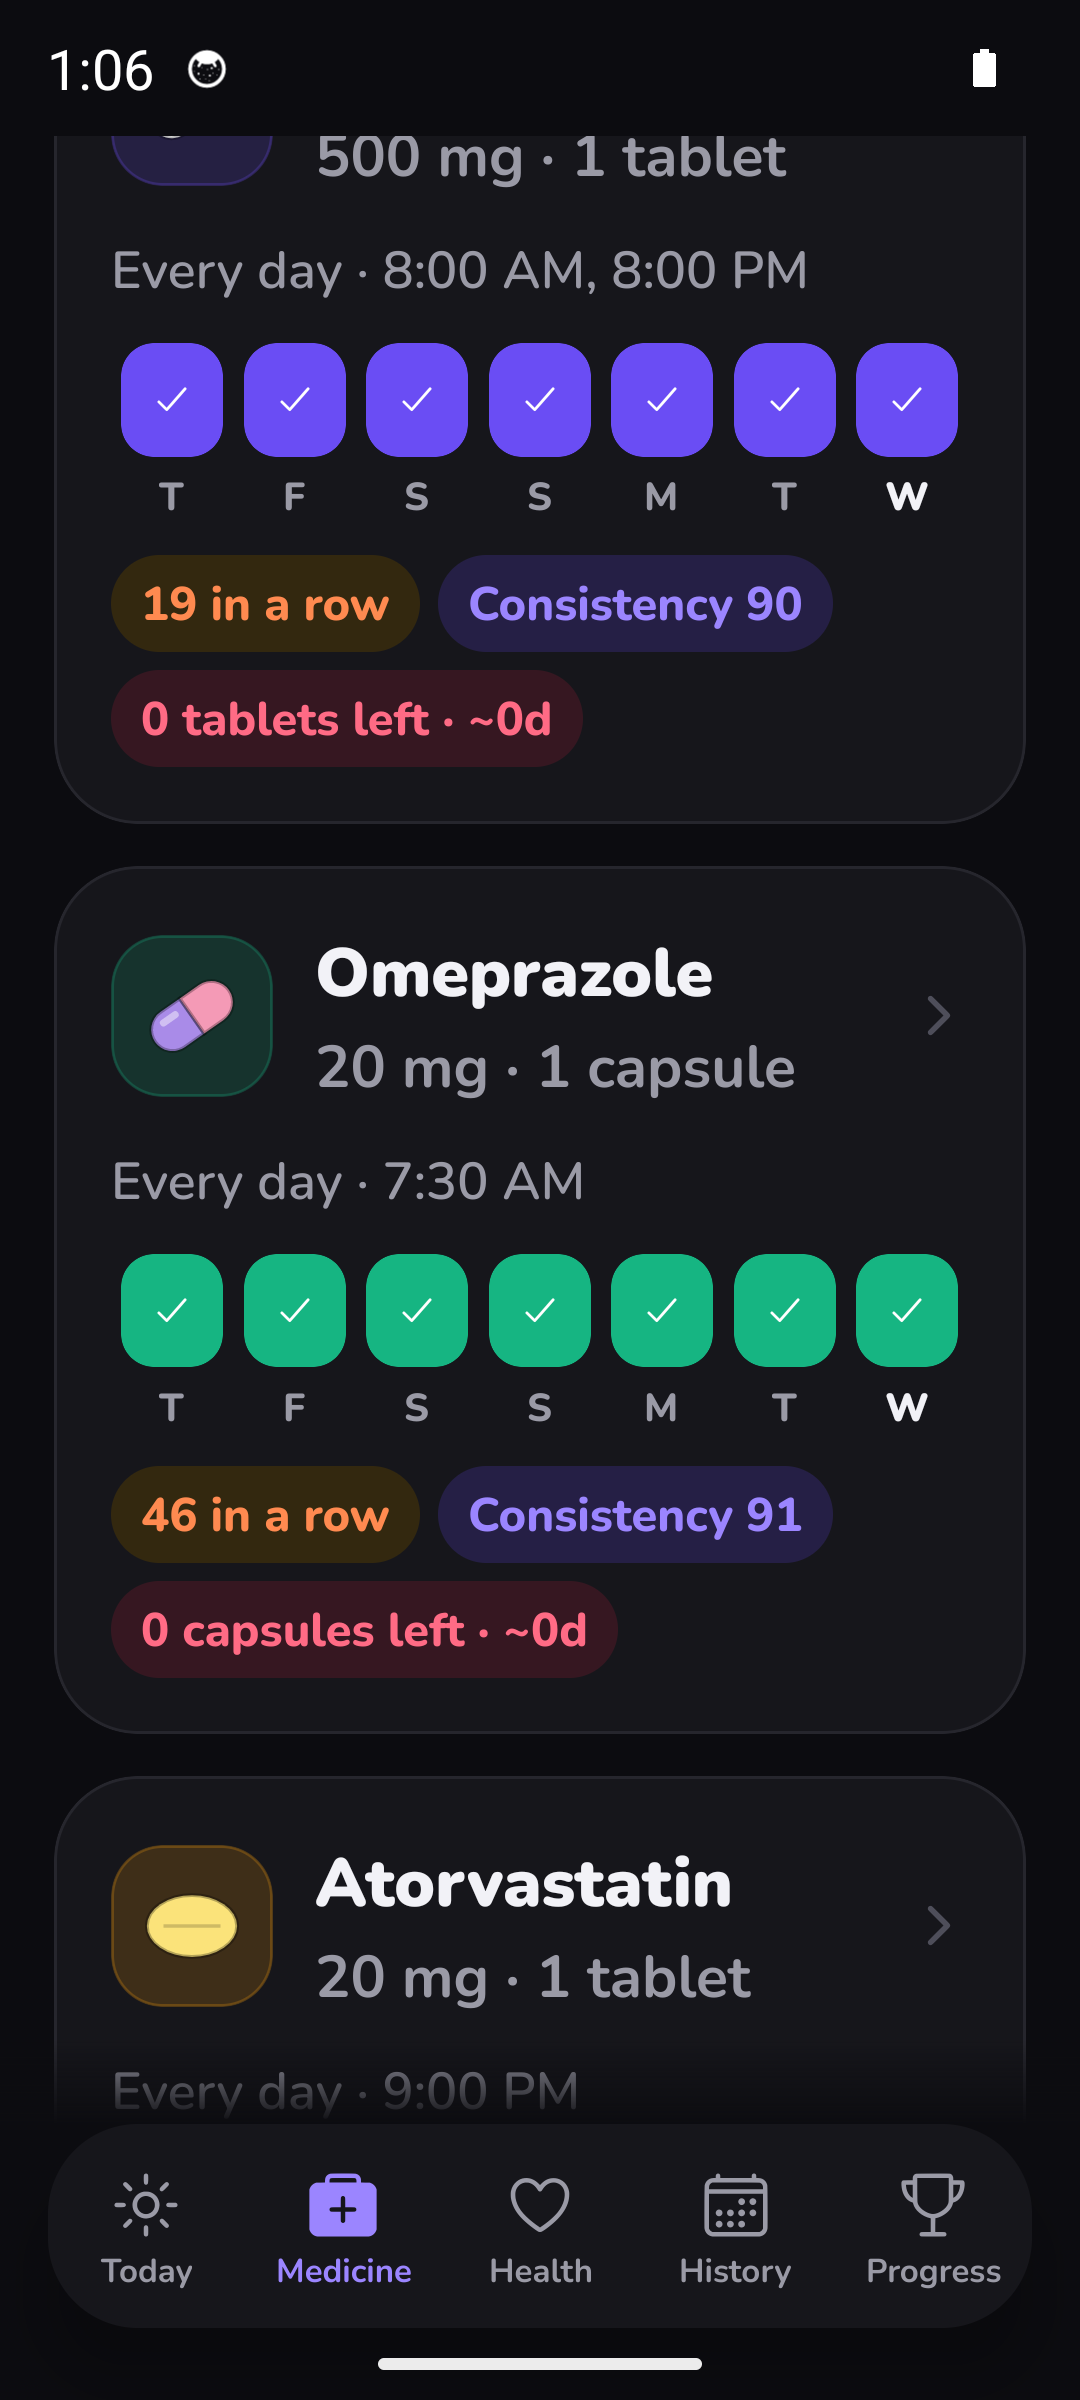 1:06
500 mg · 1 tablet
Every day · 8:00 AM, 8:00 PM
T F S S M T W
19 in a row Consistency 90
0 tablets left · ~0d
Omeprazole
20 mg · 1 capsule
Every day · 7:30 AM
T F S S M T W
46 in a row Consistency 91
0 capsules left · ~0d
Atorvastatin
20 mg · 1 tablet
Every day · 9:00 PM
Today Medicine Health History Progress